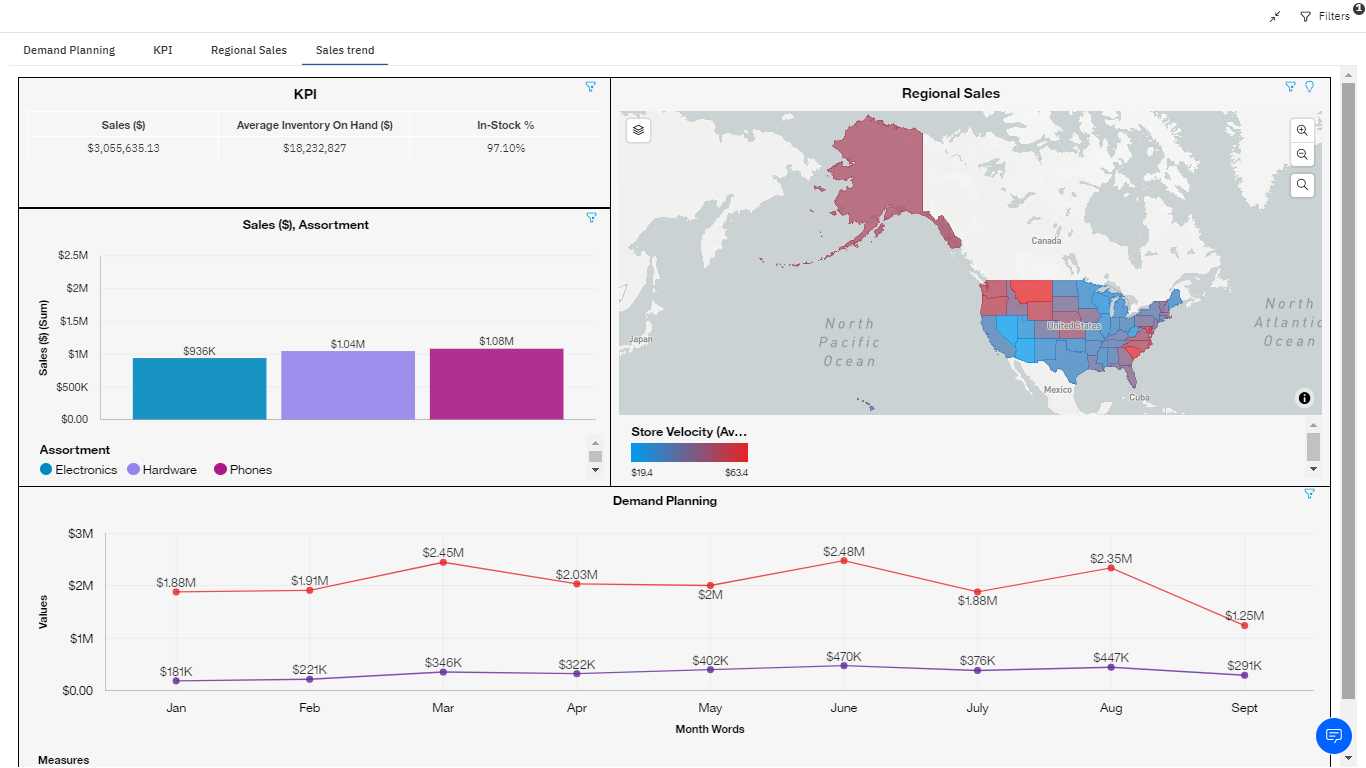 Filters
1
Demand Planning KPI Regional Sales Sales trend
KPI
Sales ($) Average Inventory On Hand ($) In-Stock %
$3,055,635.13 $18,232,827 97.10%
Sales ($), Assortment
Sales ($) (Sum)
$2.5M
$2M
$1.5M
$1M
$500K
$0.00
$936K
$1.04M
$1.08M
Assortment
Electronics Hardware Phones
Regional Sales
Canada
United States
North
Pacific
Ocean
North
Atlantic
Ocean
Japan
Mexico
Cuba
Store Velocity (Av...
$19.4 $63.4
Demand Planning
Values
$3M
$2M
$1M
$0.00
$1.88M $1.91M $2.45M $2.03M $2M $2.48M $1.88M $2.35M $1.25M
$181K $221K $346K $322K $402K $470K $376K $447K $291K
Jan Feb Mar Apr May June July Aug Sept
Month Words
Measures